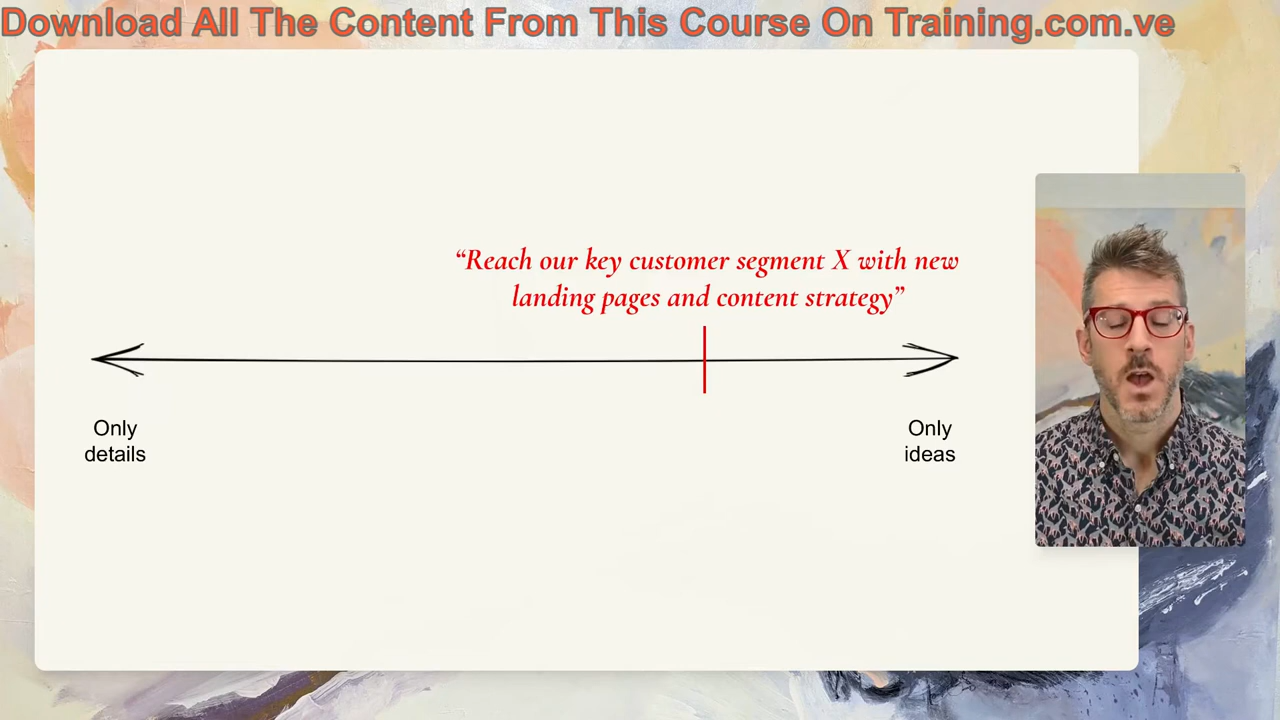 Download All The Content From This Course On Training.com.ve
“Reach our key customer segment X with new
landing pages and content strategy”
Only
details
Only
ideas